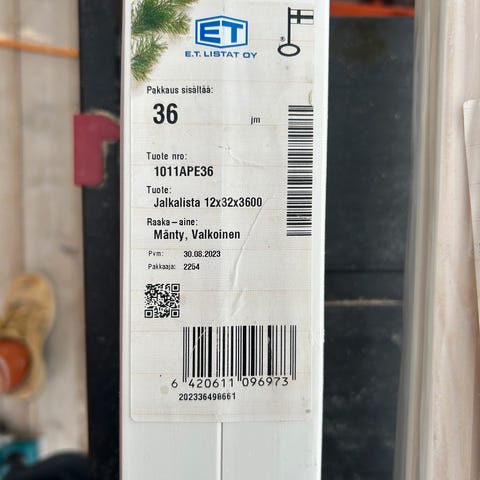 ET
E.T. LISTAT OY
®
Pakkaus sisältää:
36 jm
Tuote nro:
1011APE36
Tuote:
Jalkalista 12x32x3600
Raaka-aine:
Mänty, Valkoinen
Pvm: 30.08.2023
Pakkaaja: 2254
6 420611 096973
202336498661